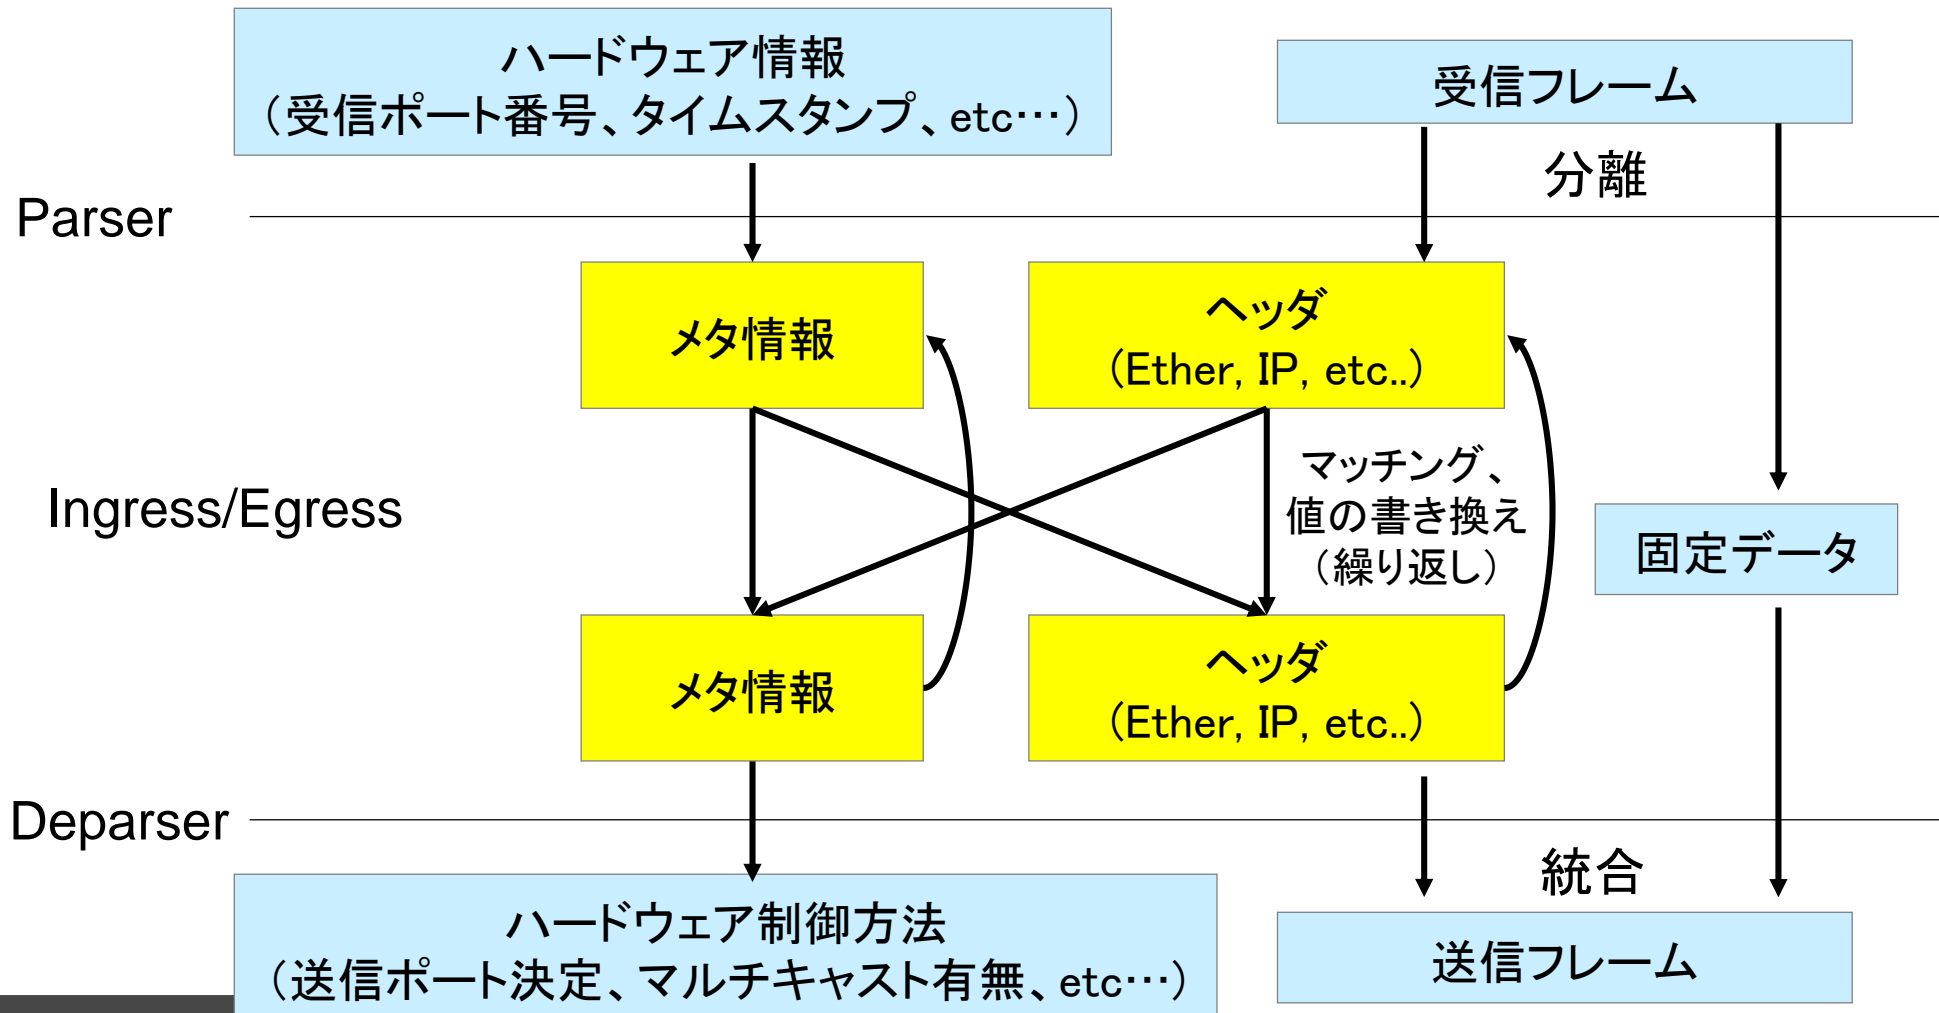 ハードウェア情報
（受信ポート番号、タイムスタンプ、etc…）
受信フレーム
分離
Parser
メタ情報
ヘッダ
（Ether, IP, etc..）
マッチング、
値の書き換え
（繰り返し）
Ingress/Egress
固定データ
メタ情報
ヘッダ
（Ether, IP, etc..）
Deparser
統合
ハードウェア制御方法
（送信ポート決定、マルチキャスト有無、etc…）
送信フレーム